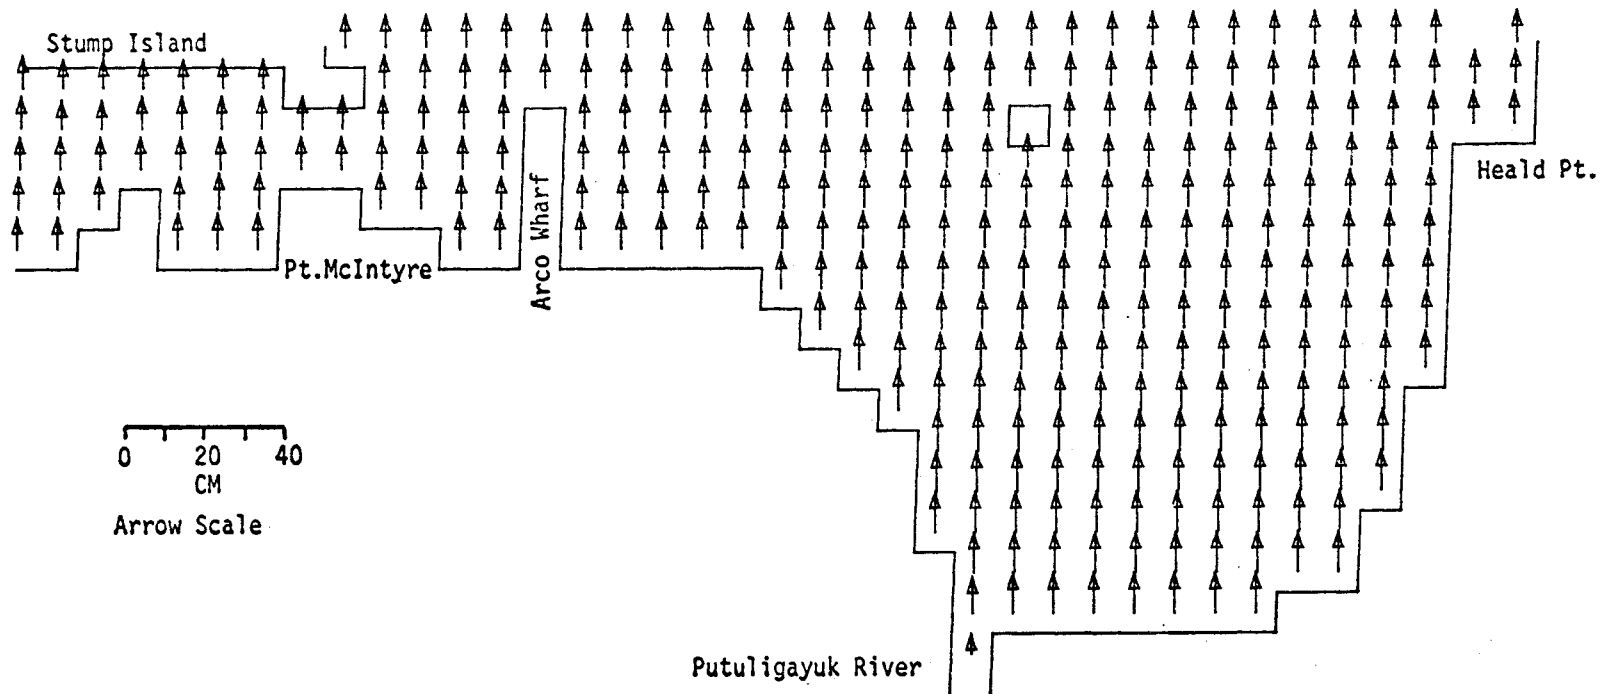 Stump Island
Heald Pt.
Arco Wharf
Pt.McIntyre
0 20 40
CM
Arrow Scale
Putuligayuk River